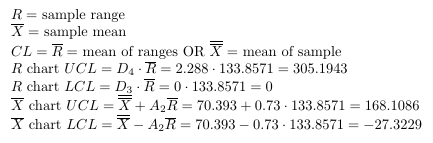 R = sample range
X̅ = sample mean
CL = R̅ = mean of ranges OR X̿ = mean of sample
R chart UCL = D₄ · R̅ = 2.288 · 133.8571 = 305.1943
R chart LCL = D₃ · R̅ = 0 · 133.8571 = 0
X̅ chart UCL = X̿ + A₂R̅ = 70.393 + 0.73 · 133.8571 = 168.1086
X̅ chart LCL = X̿ − A₂R̅ = 70.393 − 0.73 · 133.8571 = −27.3229